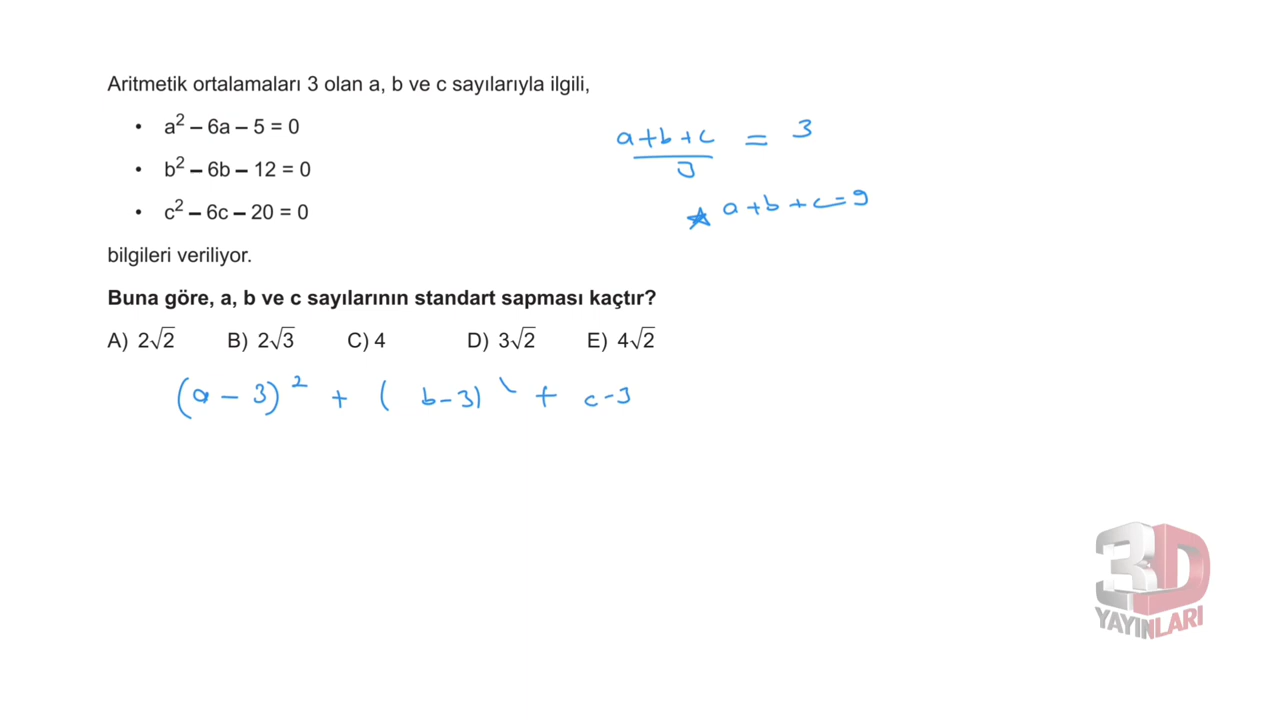 Aritmetik ortalamaları 3 olan a, b ve c sayılarıyla ilgili,
• a² – 6a – 5 = 0
• b² – 6b – 12 = 0
• c² – 6c – 20 = 0
bilgileri veriliyor.
Buna göre, a, b ve c sayılarının standart sapması kaçtır?
A) 2√2 B) 2√3 C) 4 D) 3√2 E) 4√2
a+b+c = 3
3
★ a+b+c=9
(a – 3)² + ( b-3) + c-3
3D
YAYINLARI